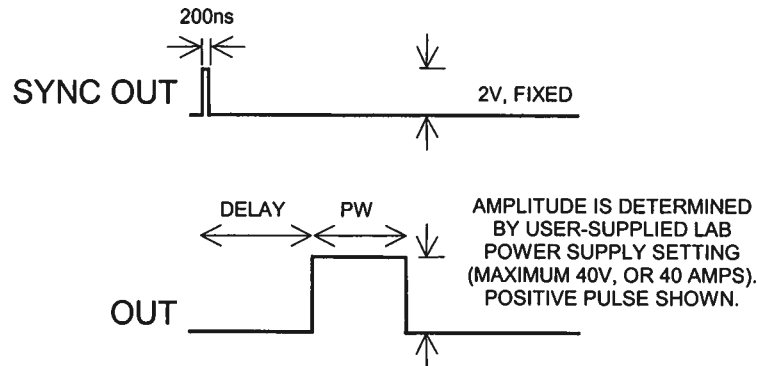 200ns
SYNC OUT
2V, FIXED
DELAY
PW
AMPLITUDE IS DETERMINED
BY USER-SUPPLIED LAB
POWER SUPPLY SETTING
(MAXIMUM 40V, OR 40 AMPS).
POSITIVE PULSE SHOWN.
OUT